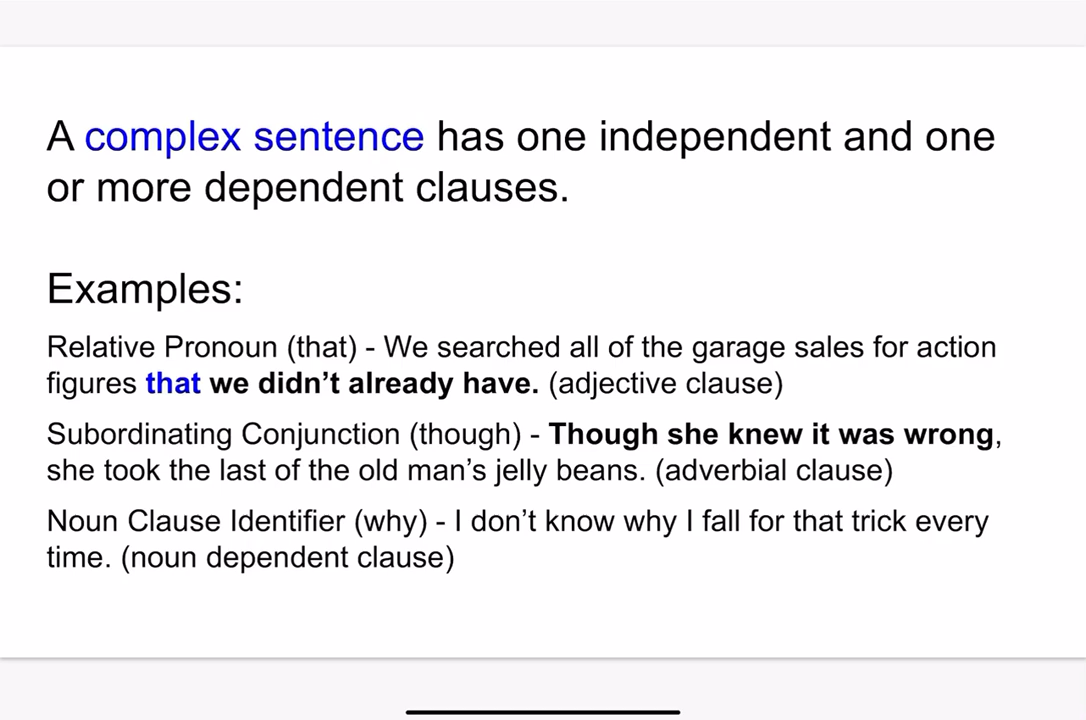 A complex sentence has one independent and one
or more dependent clauses.
Examples:
Relative Pronoun (that) - We searched all of the garage sales for action
figures that we didn’t already have. (adjective clause)
Subordinating Conjunction (though) - Though she knew it was wrong,
she took the last of the old man’s jelly beans. (adverbial clause)
Noun Clause Identifier (why) - I don’t know why I fall for that trick every
time. (noun dependent clause)